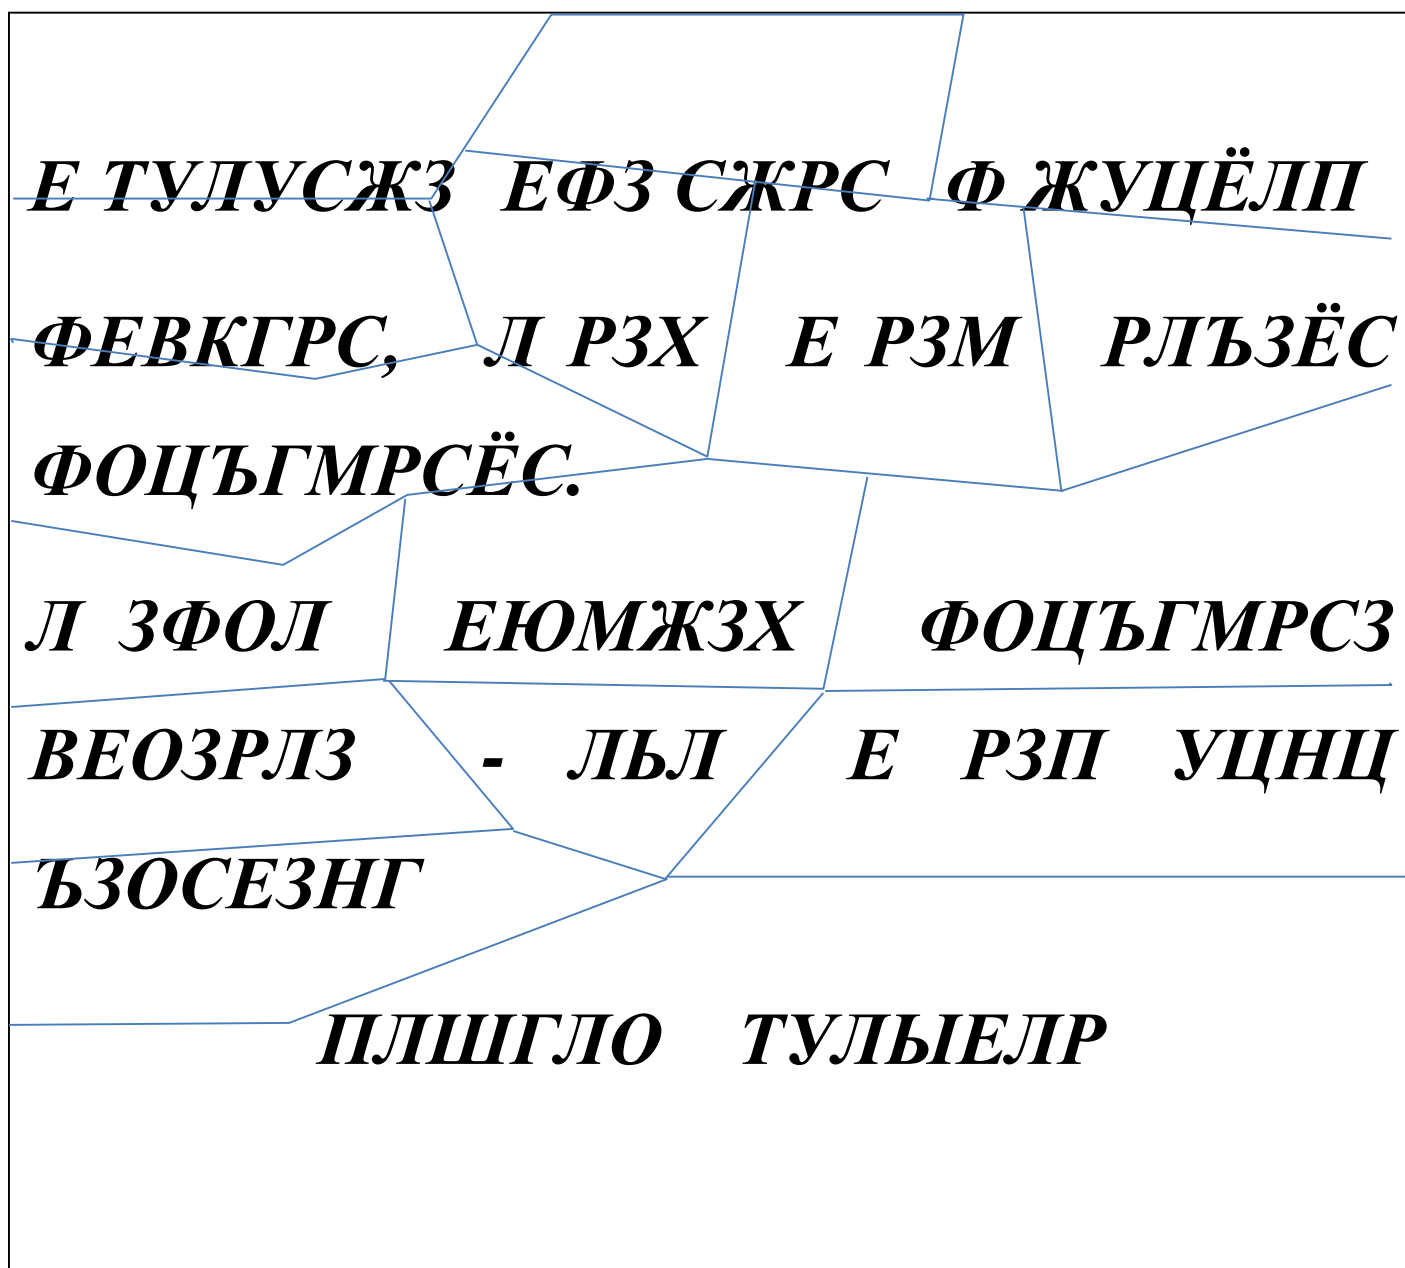 Е ТУЛУСЖЗ ЕФЗ СЖРС Ф ЖУЦЁЛП
ФЕВКГРС, Л РЗХ Е РЗМ РЛЪЗЁС
ФОЦЪГМРСЁС.
Л ЗФОЛ ЕЮМЖЗХ ФОЦЪГМРСЗ
ВЕОЗРЛЗ - ЛЬЛ Е РЗП УЦНЦ
ЪЗОСЕЗНГ
ПЛШГЛО ТУЛЫЕЛР